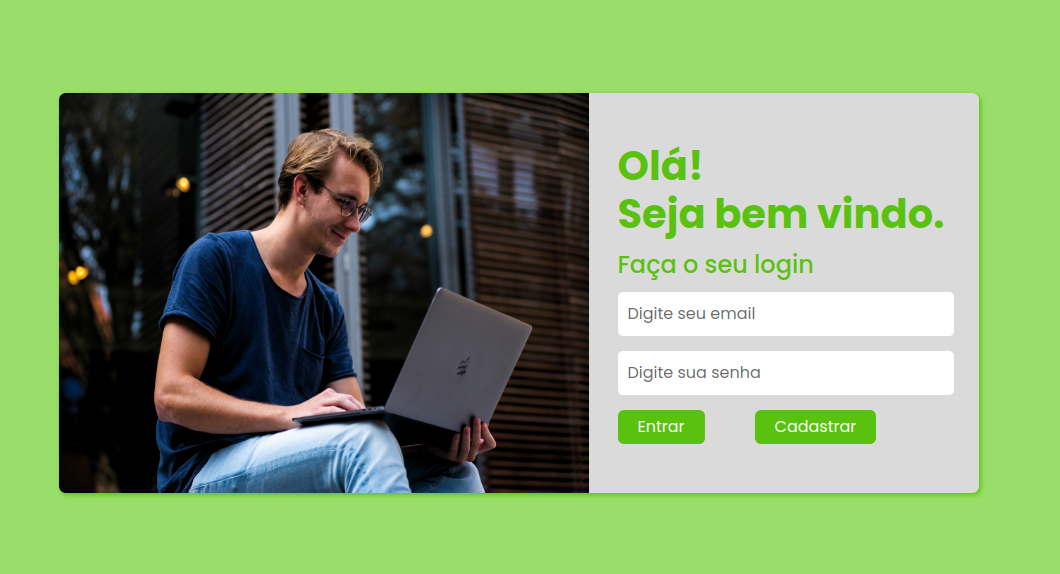 Olá!
Seja bem vindo.
Faça o seu login
Digite seu email
Digite sua senha
Entrar
Cadastrar